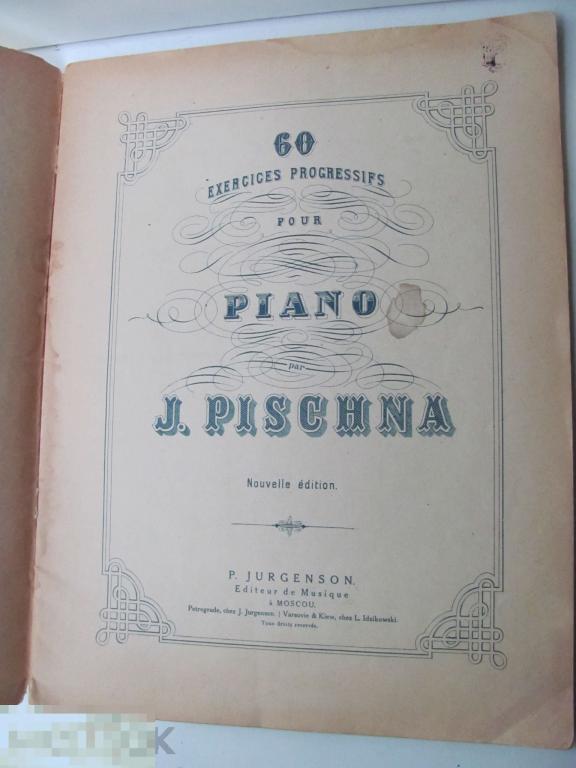 60
EXERCICES PROGRESSIFS
POUR
PIANO
par
J. PISCHNA
Nouvelle édition.
P. JURGENSON.
Editeur de Musique
à MOSCOU.
Petrograde, chez J. Jurgenson. | Varsovie & Kiew, chez L. Idzikowski.
Tous droits reservés.